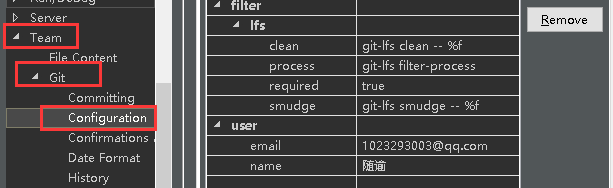 Run/Debug
Server
Team
File Content
Git
Committing
Configuration
Confirmations
Date Format
History
filter
lfs
clean git-lfs clean -- %f
process git-lfs filter-process
required true
smudge git-lfs smudge -- %f
user
email 1023293003@qq.com
name 随谕
Remove